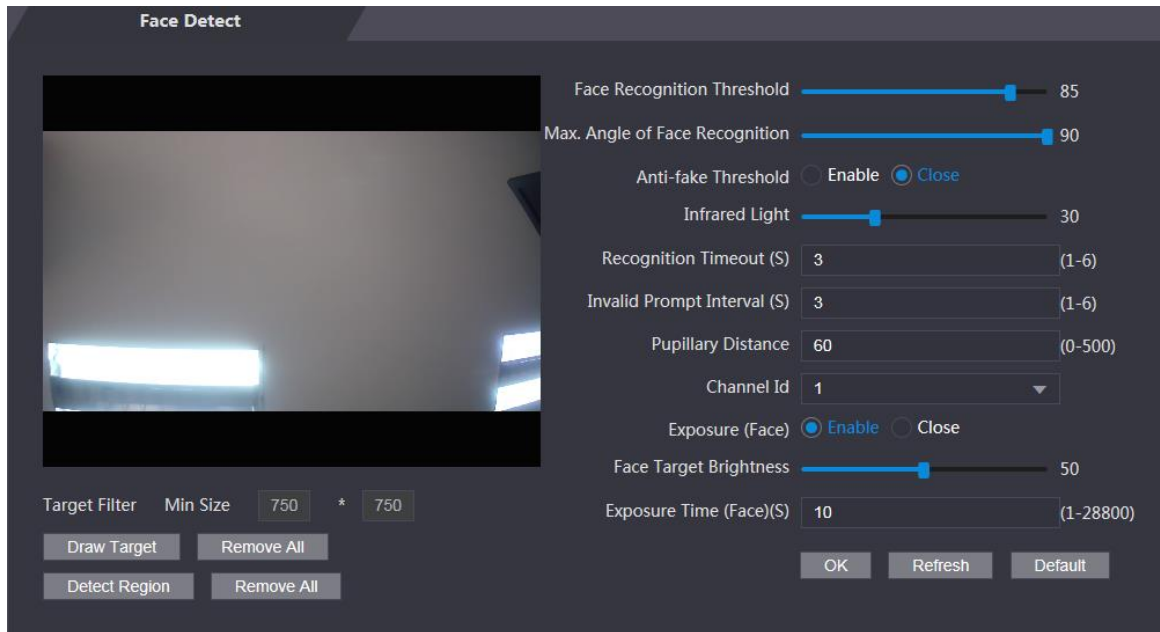 Face Detect
Face Recognition Threshold 85
Max. Angle of Face Recognition 90
Anti-fake Threshold Enable Close
Infrared Light 30
Recognition Timeout (S) 3 (1-6)
Invalid Prompt Interval (S) 3 (1-6)
Pupillary Distance 60 (0-500)
Channel Id 1
Exposure (Face) Enable Close
Face Target Brightness 50
Exposure Time (Face)(S) 10 (1-28800)
OK Refresh Default
Target Filter Min Size 750 * 750
Draw Target Remove All
Detect Region Remove All